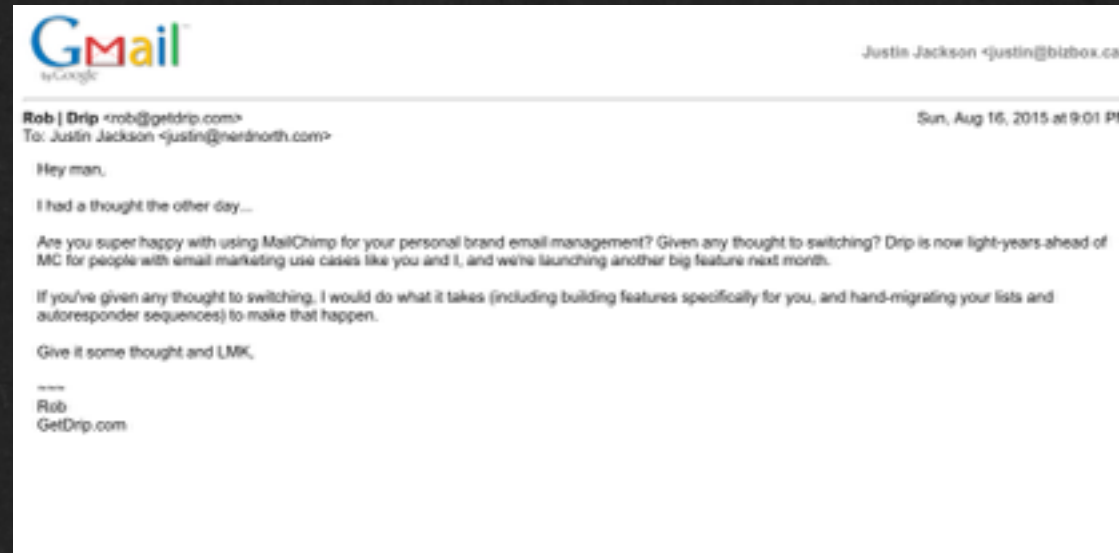 Gmail
by Google
Justin Jackson <justin@bizbox.ca
Rob | Drip <rob@getdrip.com>
Sun, Aug 16, 2015 at 9:01 PM
To: Justin Jackson <justin@nerdnorth.com>
Hey man,
I had a thought the other day...
Are you super happy with using MailChimp for your personal brand email management? Given any thought to switching? Drip is now light-years ahead of
MC for people with email marketing use cases like you and I, and we're launching another big feature next month.
If you've given any thought to switching, I would do what it takes (including building features specifically for you, and hand-migrating your lists and
autoresponder sequences) to make that happen.
Give it some thought and LMK,
~~~
Rob
GetDrip.com